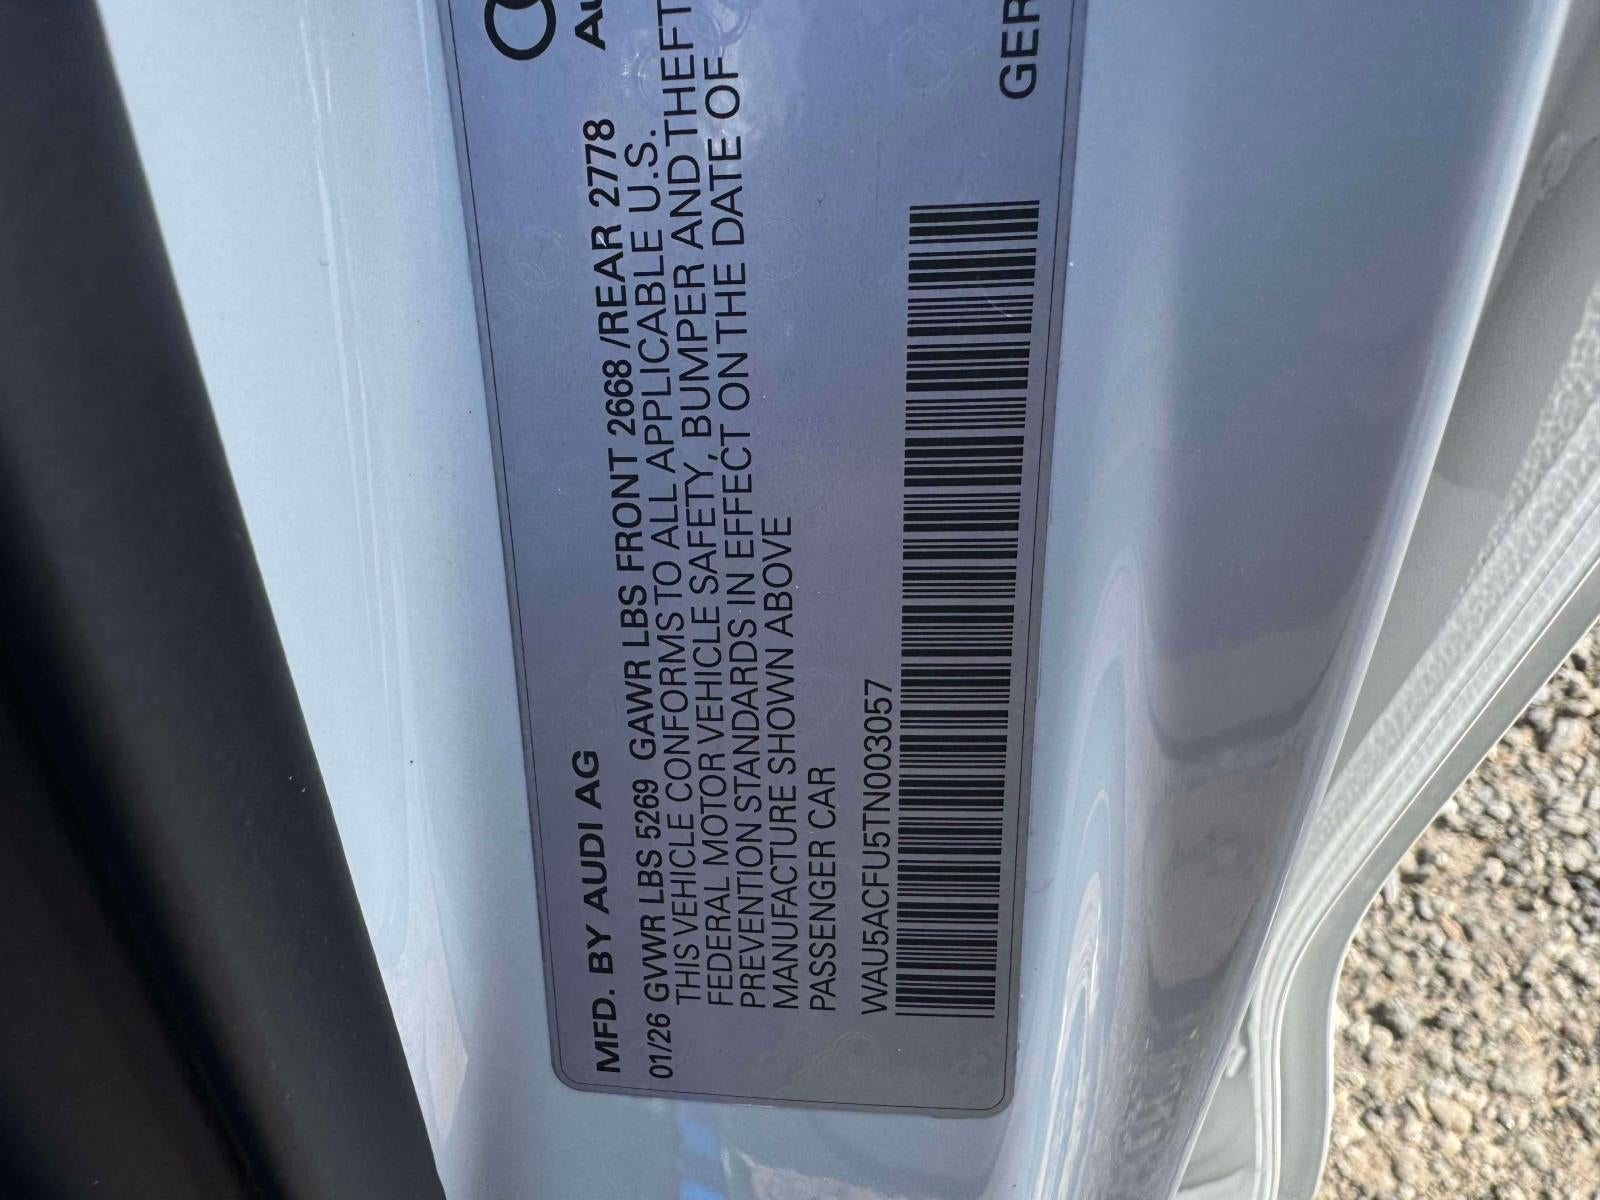 MFD. BY AUDI AG
01/26 GVWR LBS 5269 GAWR LBS FRONT 2668 /REAR 2778
THIS VEHICLE CONFORMS TO ALL APPLICABLE U.S.
FEDERAL MOTOR VEHICLE SAFETY, BUMPER AND THEFT
PREVENTION STANDARDS IN EFFECT ON THE DATE OF
MANUFACTURE SHOWN ABOVE
PASSENGER CAR
WAU5ACFU5TN003057